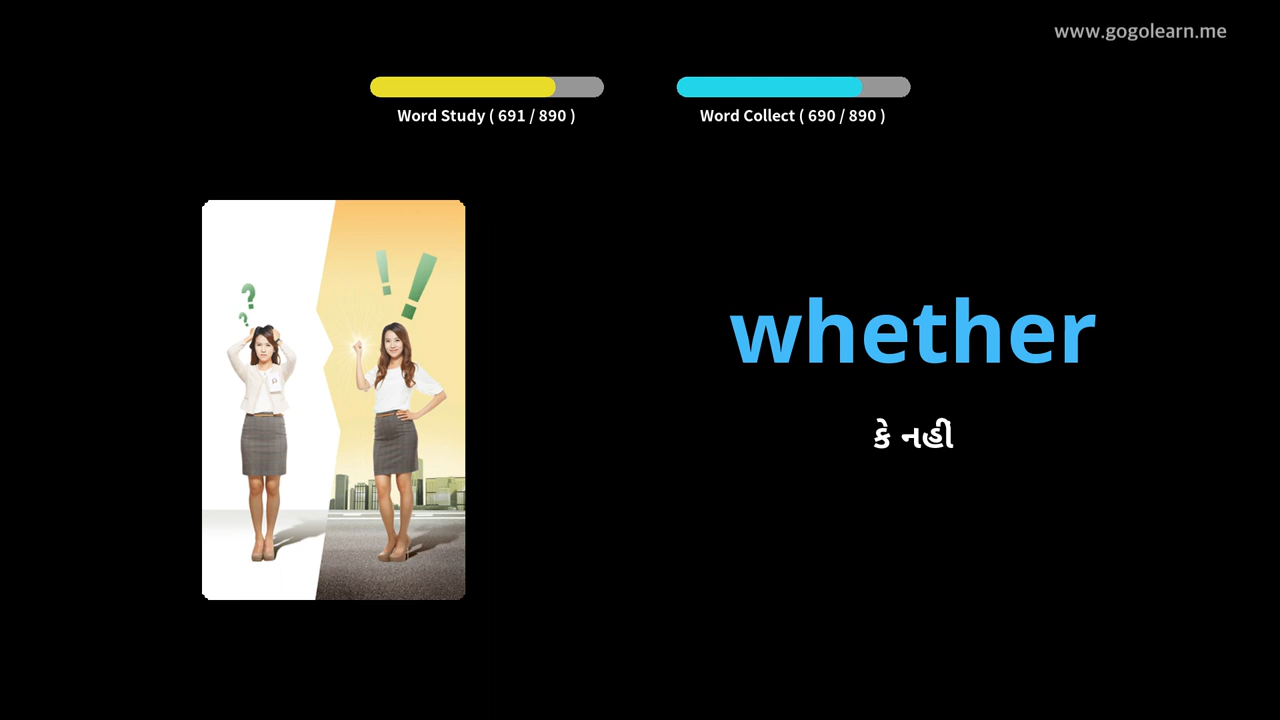 www.gogolearn.me
Word Study ( 691 / 890 )
Word Collect ( 690 / 890 )
whether
કે નહીં